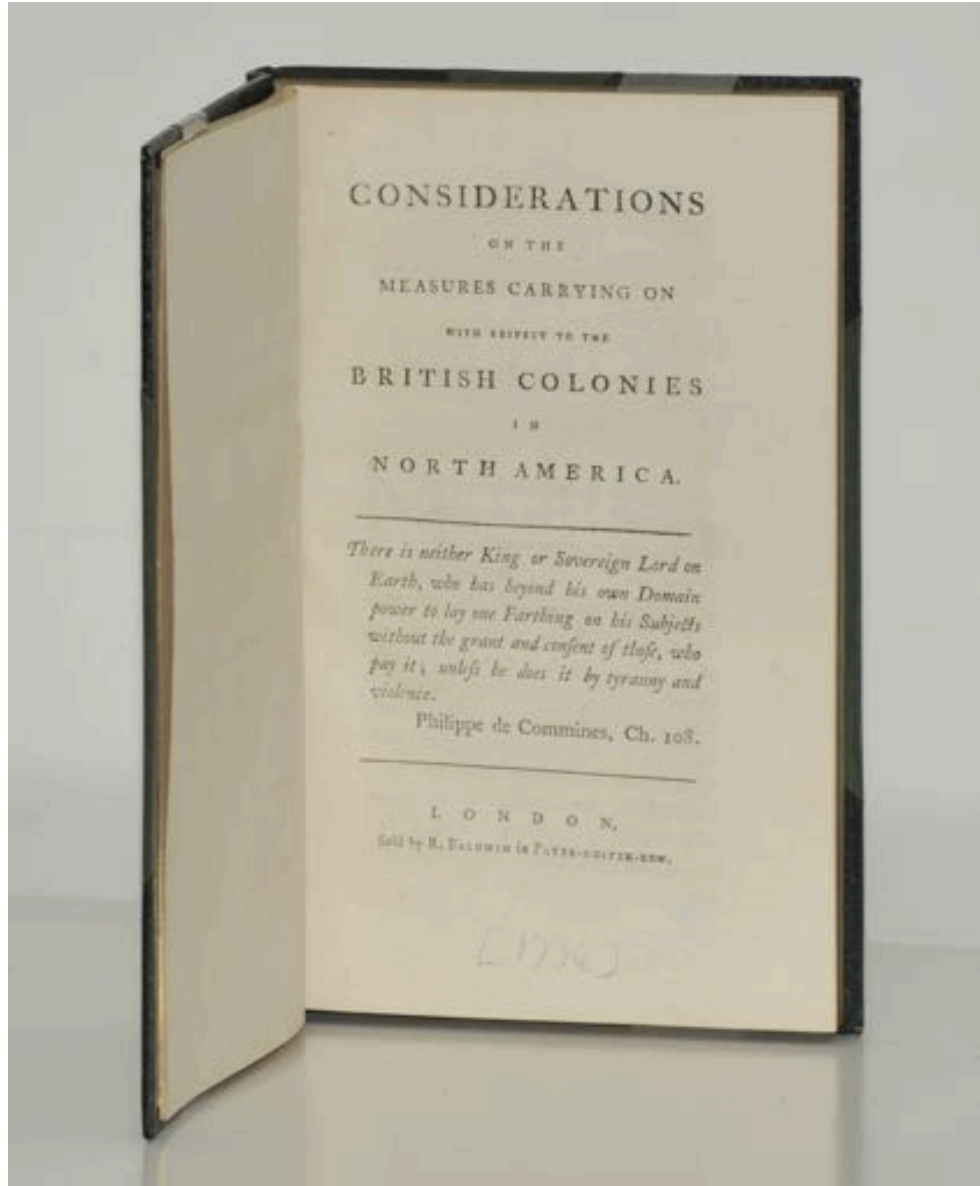 CONSIDERATIONS
ON THE
MEASURES CARRYING ON
WITH RESPECT TO THE
BRITISH COLONIES
IN
NORTH AMERICA.
There is neither King or Sovereign Lord on
Earth, who has beyond his own Domain
power to lay one Farthing on his Subjects
without the grant and conſent of thoſe, who
pay it; unleſs he does it by tyranny and
violence.
Philippe de Commines, Ch. 108.
LONDON,
Sold by R. BALDWIN in PATER-NOSTER-ROW.